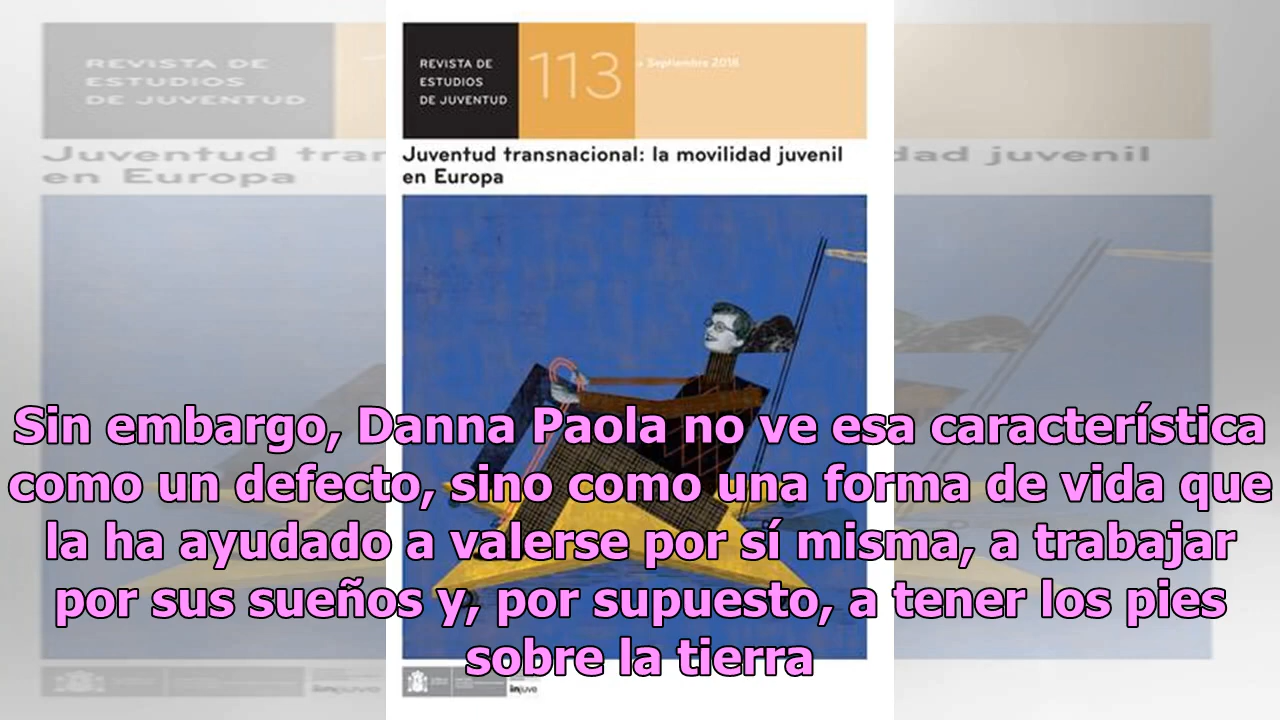 REVISTA DE
ESTUDIOS
DE JUVENTUD
113
Septiembre 2016
Juventud transnacional: la movilidad juvenil
en Europa
Sin embargo, Danna Paola no ve esa característica
como un defecto, sino como una forma de vida que
la ha ayudado a valerse por sí misma, a trabajar
por sus sueños y, por supuesto, a tener los pies
sobre la tierra
injuve